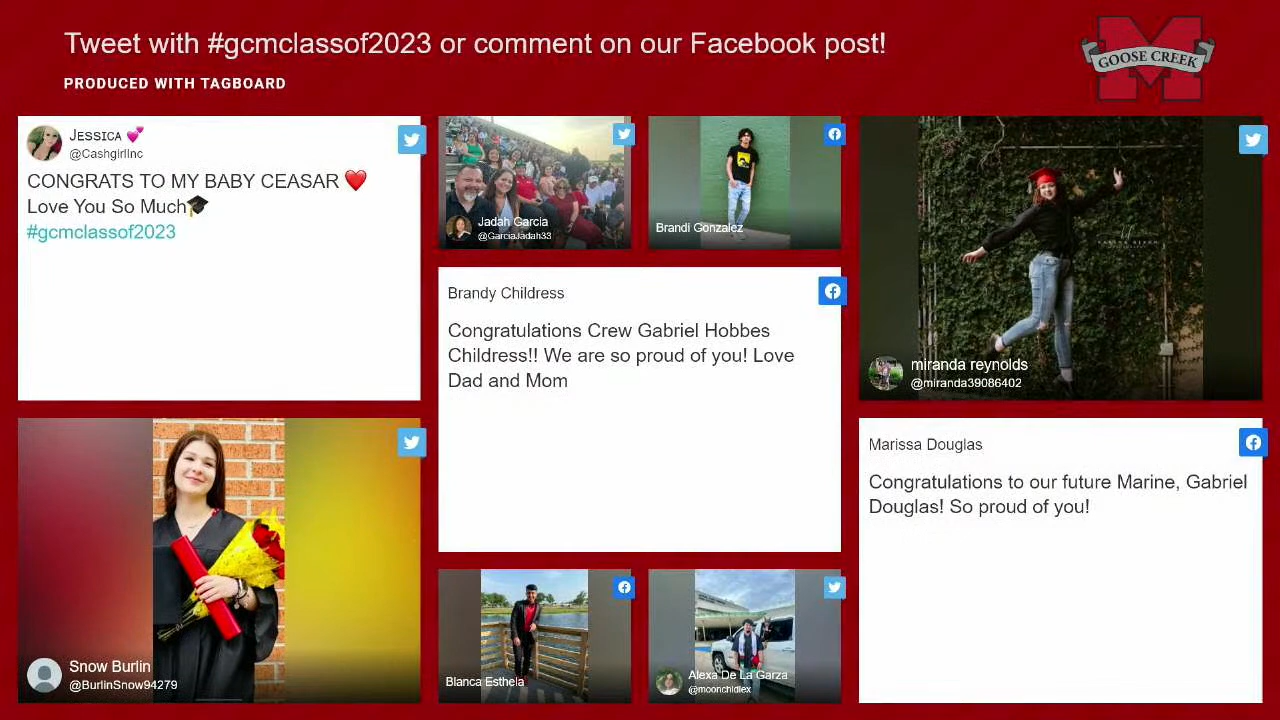 Tweet with #gcmclassof2023 or comment on our Facebook post!
PRODUCED WITH TAGBOARD
M
GOOSE CREEK
Jessica 💕
@CashgirlInc
CONGRATS TO MY BABY CEASAR ❤️
Love You So Much🎓
#gcmclassof2023
Jadah Garcia
@GarciaJadah33
Brandi Gonzalez
miranda reynolds
@miranda39086402
Brandy Childress
Congratulations Crew Gabriel Hobbes
Childress!! We are so proud of you! Love
Dad and Mom
Snow Burlin
@BurlinSnow94279
Marissa Douglas
Congratulations to our future Marine, Gabriel
Douglas! So proud of you!
Blanca Esthela
Alexa De La Garza
@moonchidlex